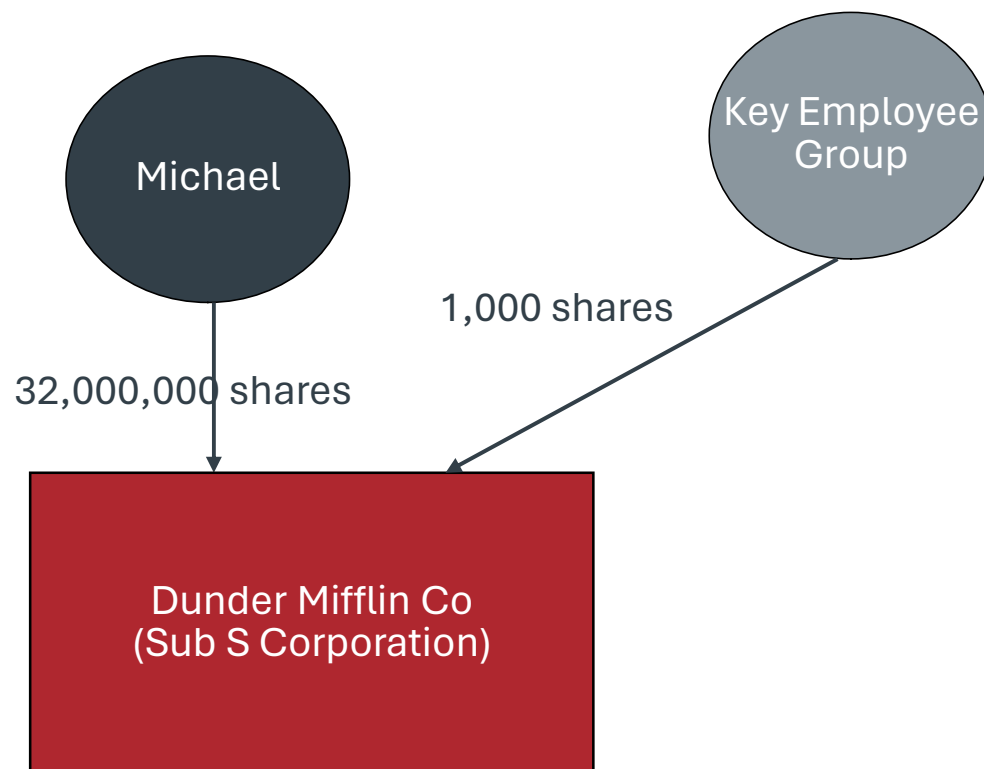 Michael
Key Employee
Group
1,000 shares
32,000,000 shares
Dunder Mifflin Co
(Sub S Corporation)